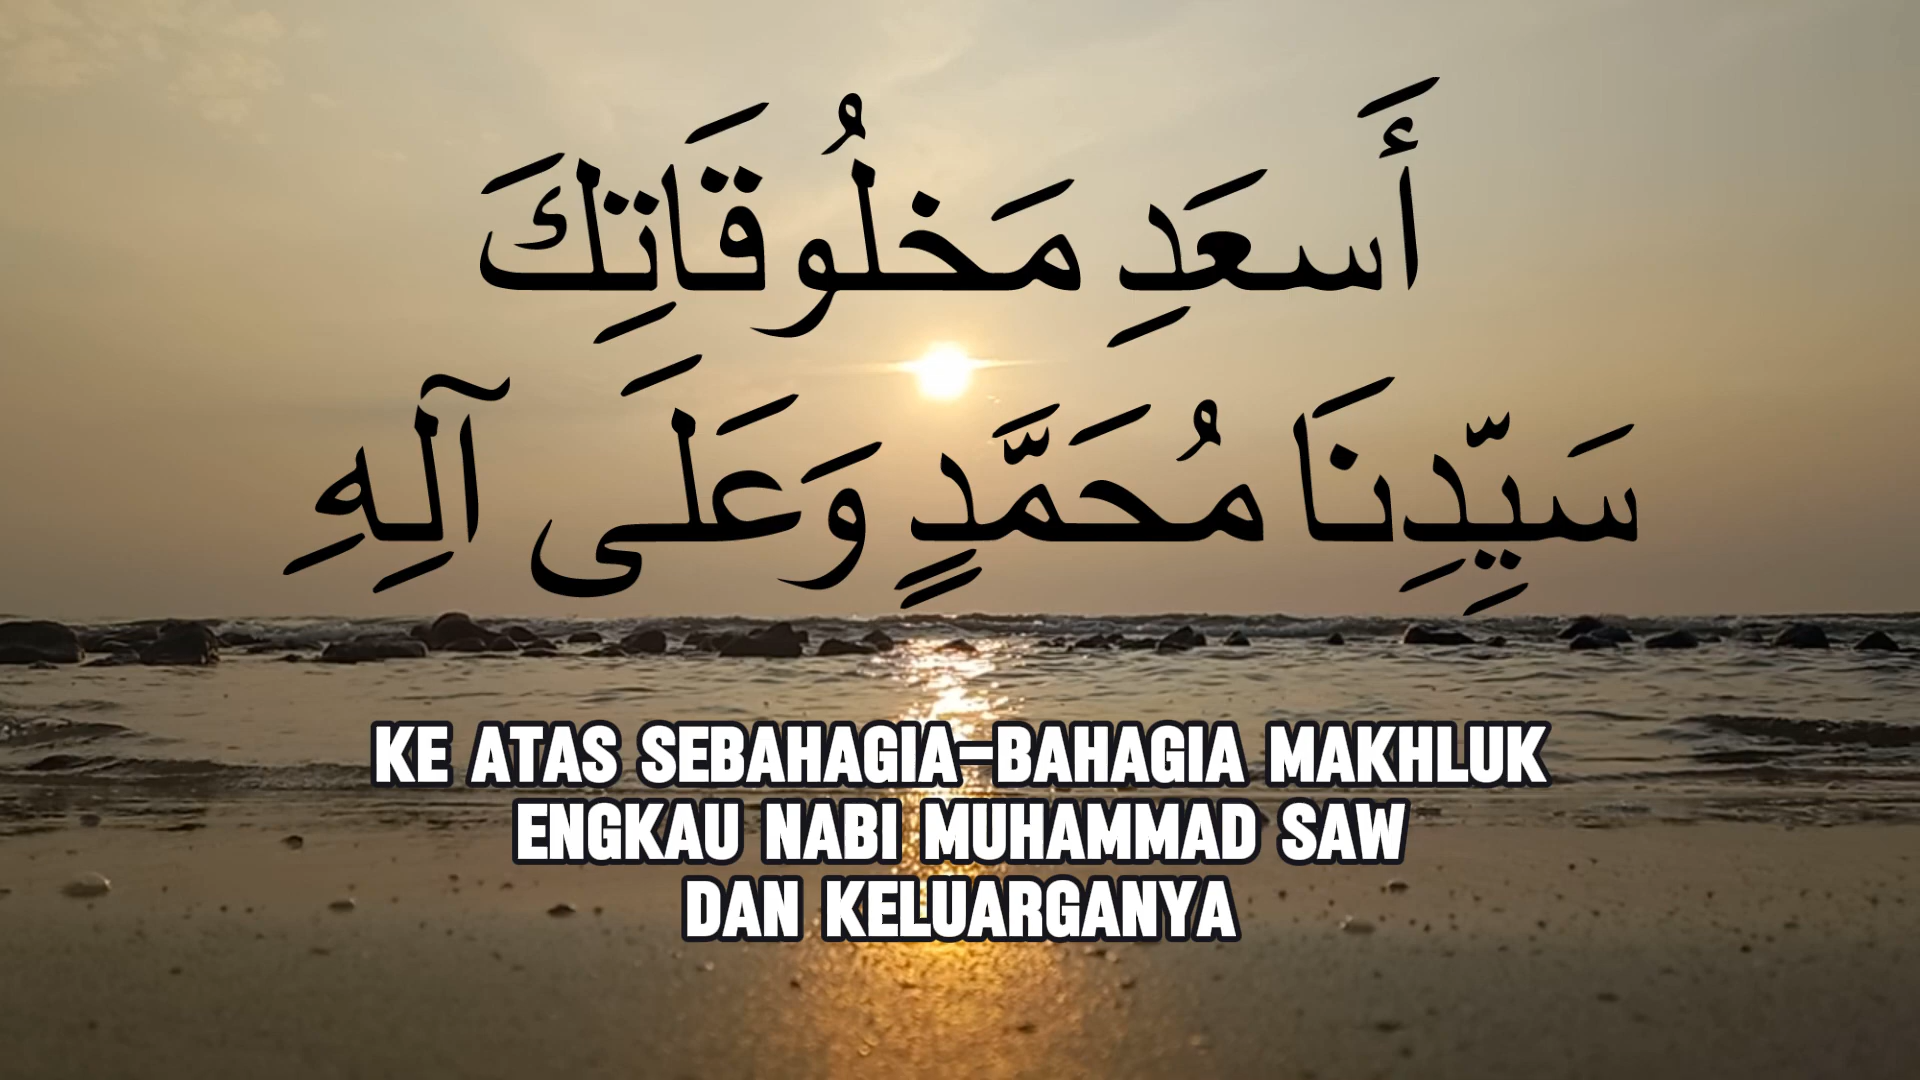 أَسعَدِ مَخلُوقَاتِكَ
سَيِّدِنَا مُحَمَّدٍ وَعَلَى آلِهِ
KE ATAS SEBAHAGIA-BAHAGIA MAKHLUK
ENGKAU NABI MUHAMMAD SAW
DAN KELUARGANYA